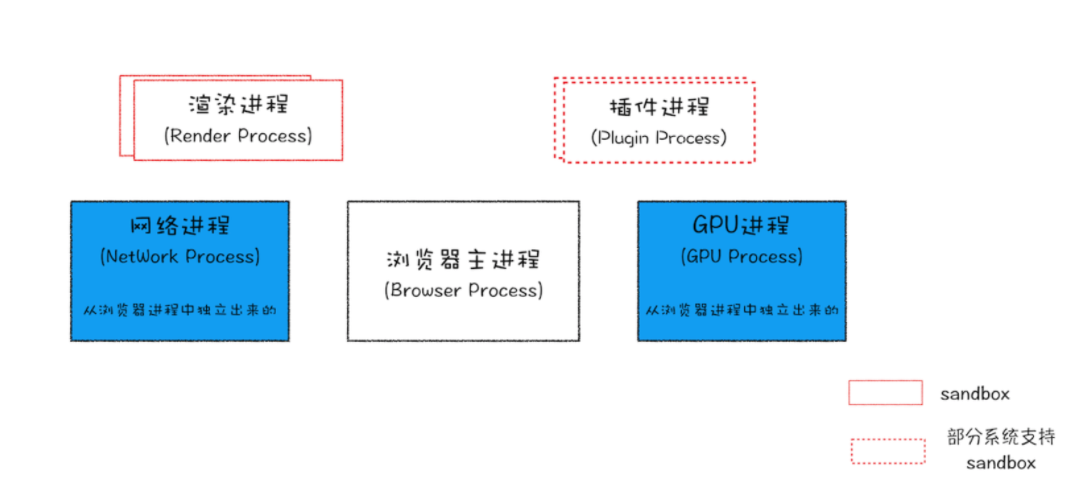 渲染进程
(Render Process)
插件进程
(Plugin Process)
网络进程
(NetWork Process)
从浏览器进程中独立出来的
浏览器主进程
(Browser Process)
GPU进程
(GPU Process)
从浏览器进程中独立出来的
sandbox
部分系统支持
sandbox